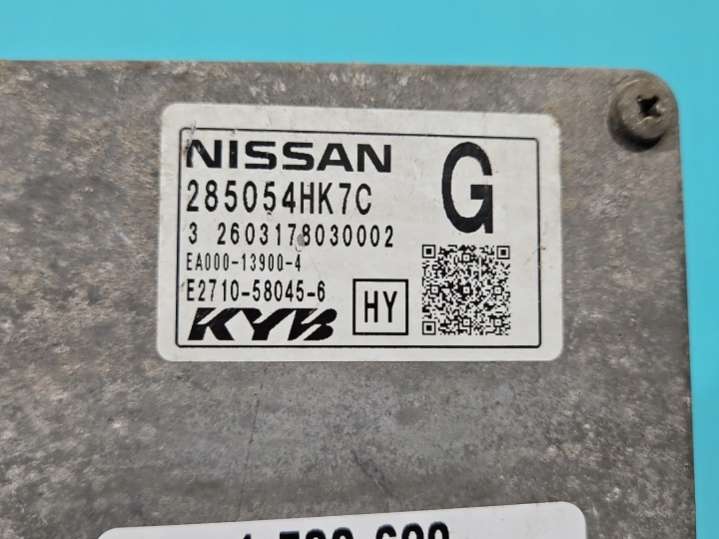 NISSAN
G
285054HK7C
3 2603178030002
EA000-13900-4
E2710-58045-6
HY
KYB